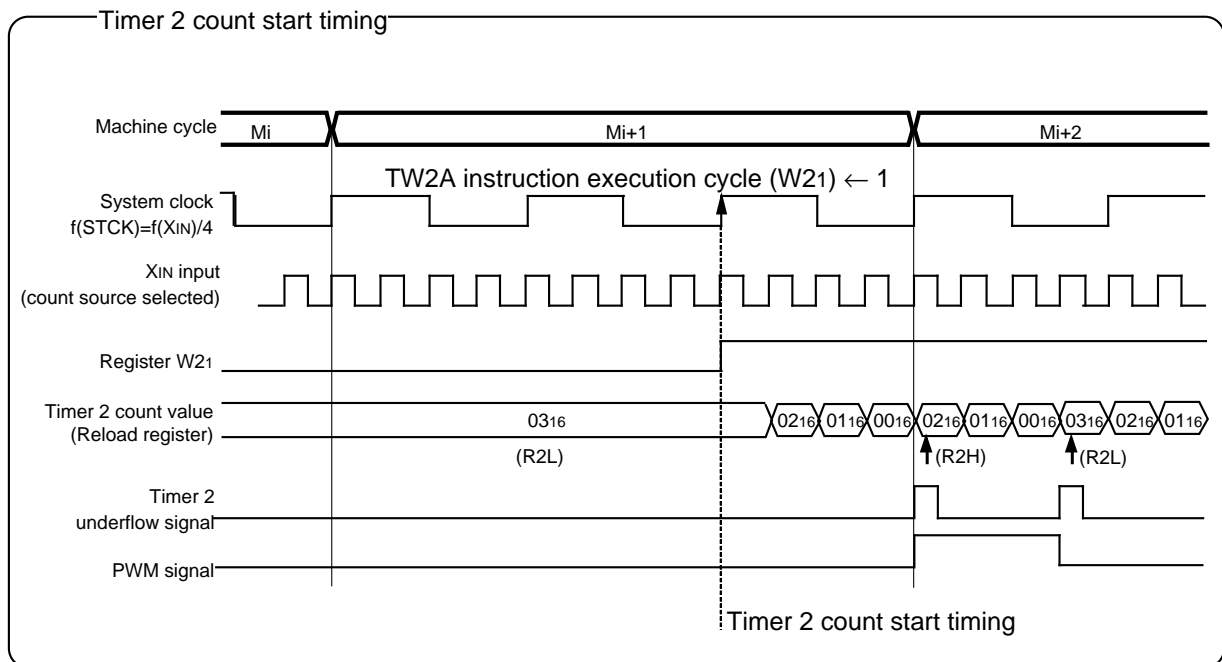 Timer 2 count start timing
Machine cycle
Mi
Mi+1
Mi+2
TW2A instruction execution cycle (W21) ← 1
System clock
f(STCK)=f(XIN)/4
XIN input
(count source selected)
Register W21
Timer 2 count value
(Reload register)
0316
0216
0116
0016
0216
0116
0016
0316
0216
0116
(R2L)
(R2H)
(R2L)
Timer 2
underflow signal
PWM signal
Timer 2 count start timing